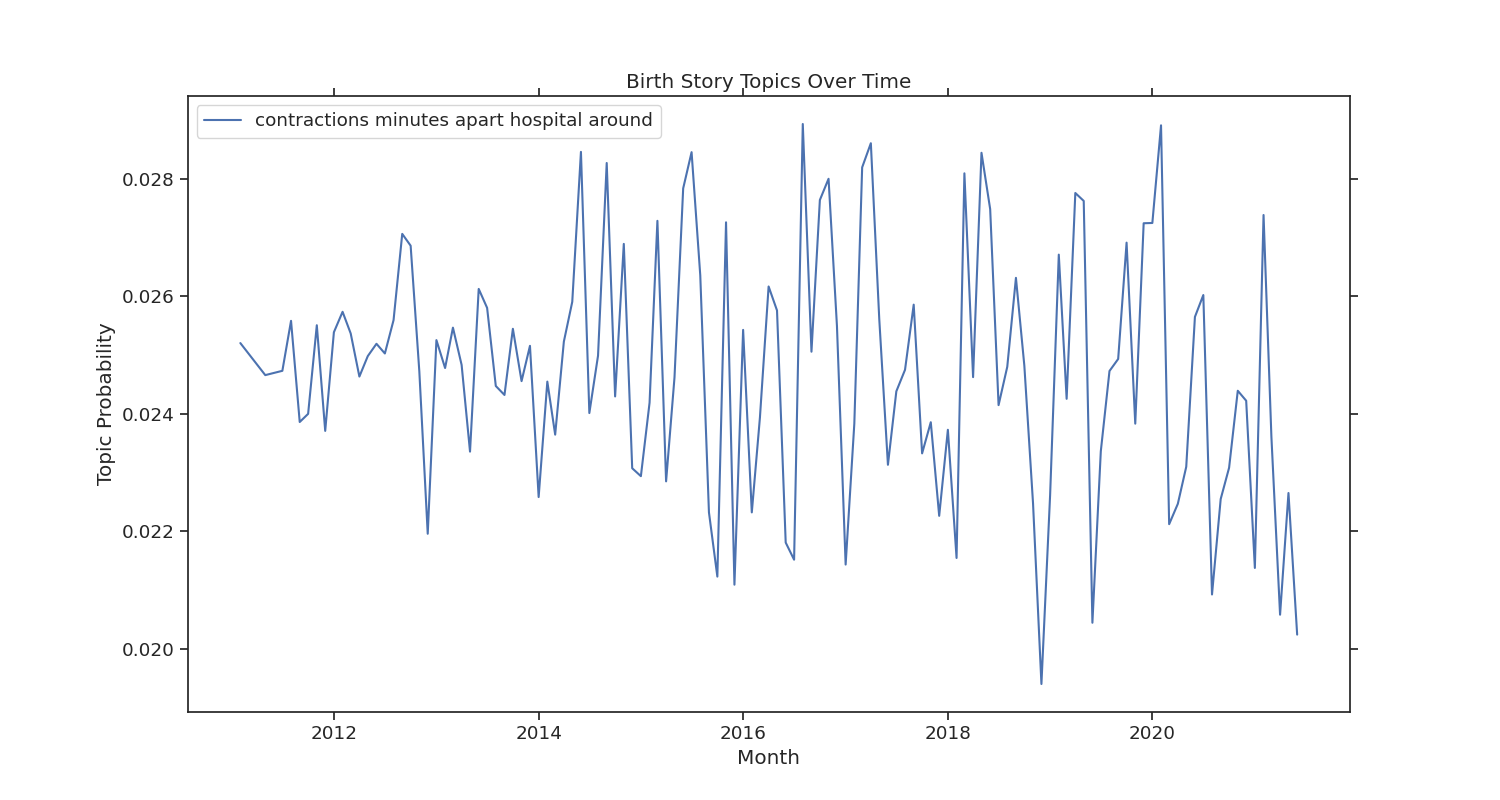 Birth Story Topics Over Time
contractions minutes apart hospital around
Topic Probability
0.028
0.026
0.024
0.022
0.020
2012 2014 2016 2018 2020
Month